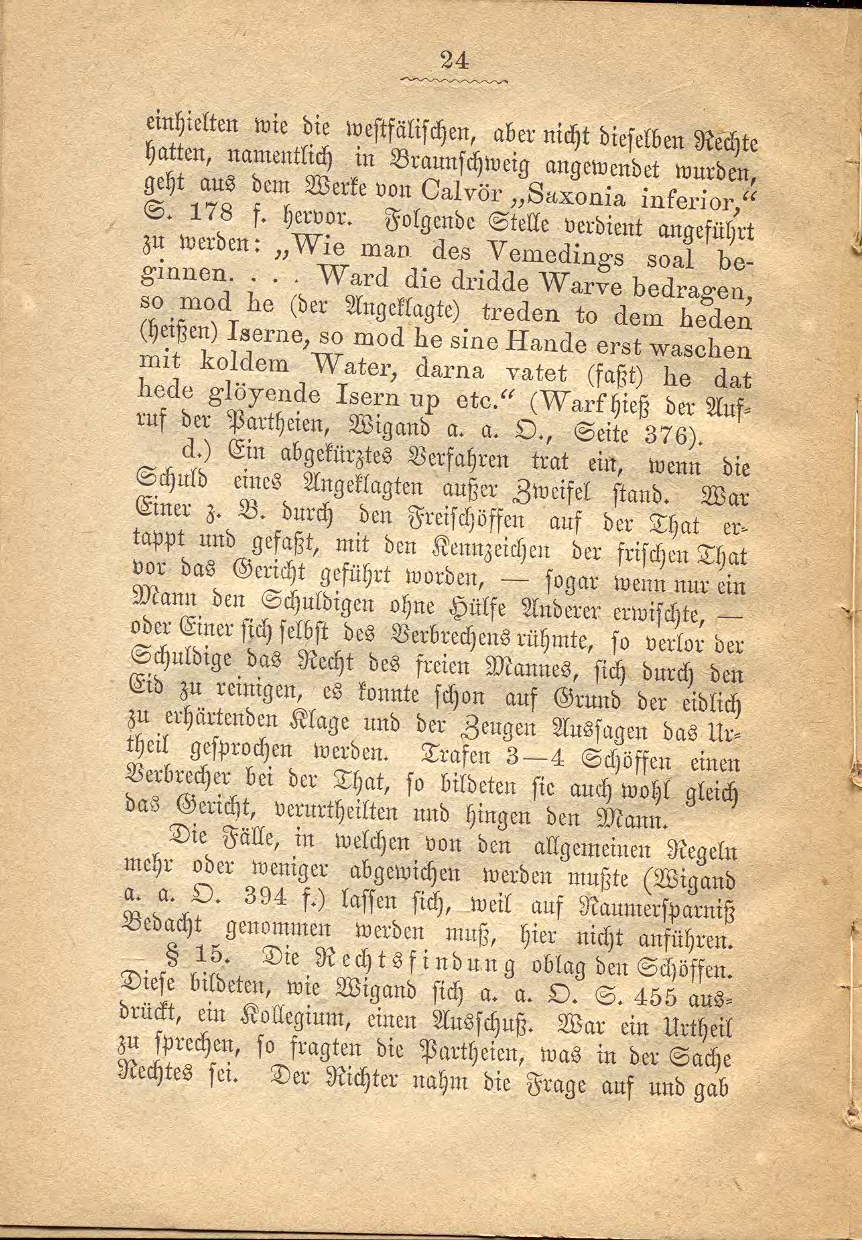 24
einhielten wie die westfälischen, aber nicht dieselben Rechte
hatten, namentlich in Braunschweig angewendet wurden,
geht aus dem Werke von Calvör „Saxonia inferior,“
S. 178 f. hervor. Folgende Stelle verdient angeführt
zu werden: „Wie man des Vemedings soal be-
ginnen. . . . Ward die dridde Warve bedragen,
so mod he (der Angeklagte) treden to dem heden
(heißen) Iserne, so mod he sine Hande erst waschen
mit koldem Water, darna vatet (faßt) he dat
hede glöyende Isern up etc.“ (Warf hieß der Auf-
ruf der Partheien, Wigand a. a. O., Seite 376).
d.) Ein abgekürztes Verfahren trat ein, wenn die
Schuld eines Angeklagten außer Zweifel stand. War
Einer z. B. durch den Freischöffen auf der That er-
tappt und gefaßt, mit den Kennzeichen der frischen That
vor das Gericht geführt worden, — sogar wenn nur ein
Mann den Schuldigen ohne Hülfe Anderer erwischte, —
oder Einer sich selbst des Verbrechens rühmte, so verlor der
Schuldige das Recht des freien Mannes, sich durch den
Eid zu reinigen, es konnte schon auf Grund der eidlich
zu erhärtenden Klage und der Zeugen Aussagen das Ur-
theil gesprochen werden. Trafen 3—4 Schöffen einen
Verbrecher bei der That, so bildeten sie auch wohl gleich
das Gericht, verurtheilten und hingen den Mann.
Die Fälle, in welchen von den allgemeinen Regeln
mehr oder weniger abgewichen werden mußte (Wigand
a. a. O. 394 f.) lassen sich, weil auf Raumersparniß
Bedacht genommen werden muß, hier nicht anführen.
§ 15. Die Rechtsfindung oblag den Schöffen.
Diese bildeten, wie Wigand sich a. a. O. S. 455 aus-
drückt, ein Kollegium, einen Ausschuß. War ein Urtheil
zu sprechen, so fragten die Partheien, was in der Sache
Rechtes sei. Der Richter nahm die Frage auf und gab